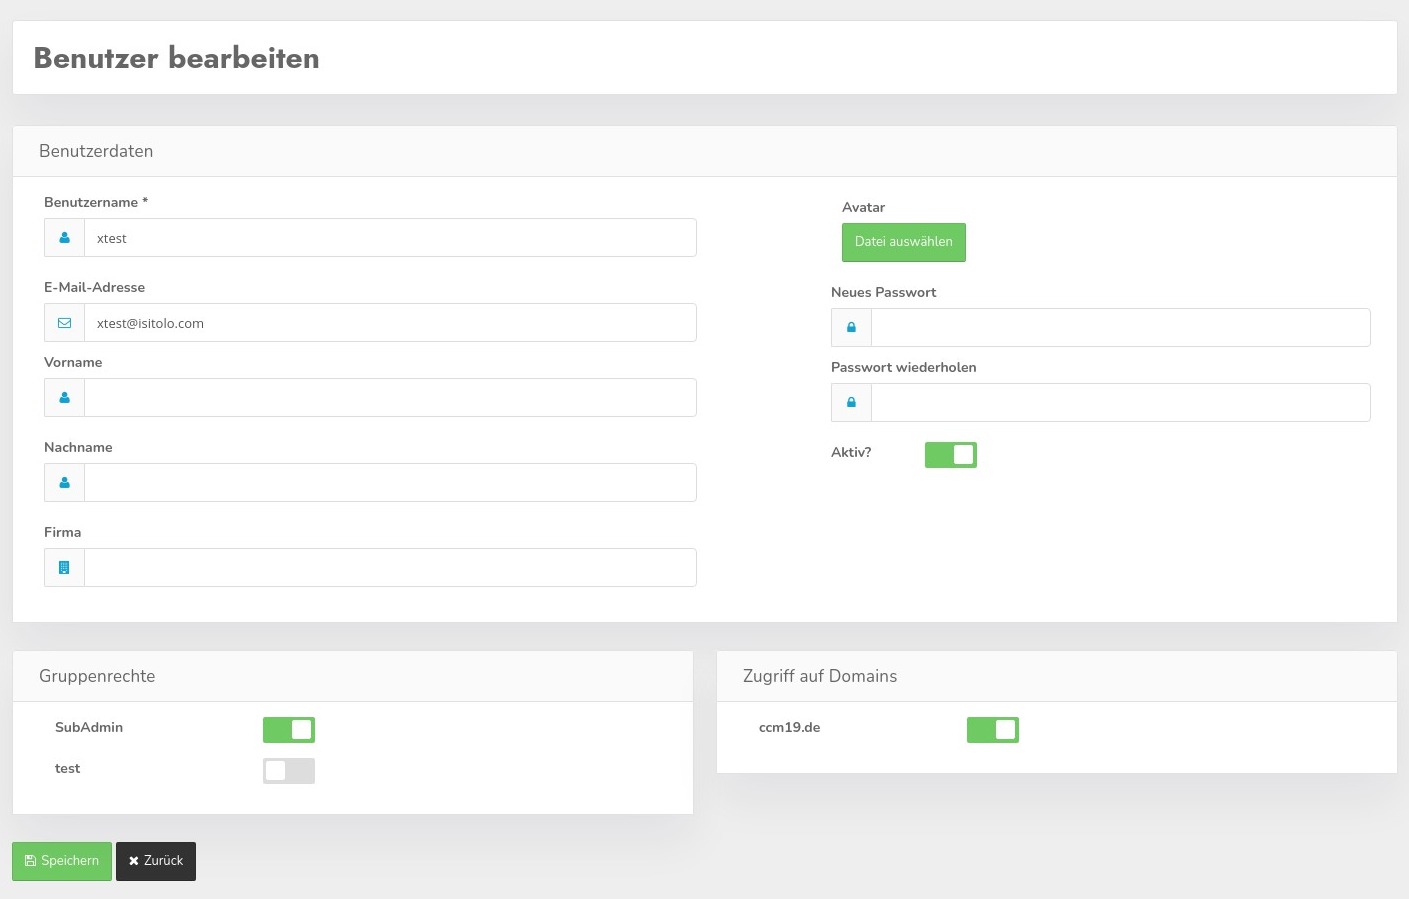 Benutzer bearbeiten
Benutzerdaten
Benutzername *
xtest
E-Mail-Adresse
xtest@isitolo.com
Vorname
Nachname
Firma
Avatar
Datei auswählen
Neues Passwort
Passwort wiederholen
Aktiv?
Gruppenrechte
SubAdmin
test
Zugriff auf Domains
ccm19.de
Speichern
Zurück